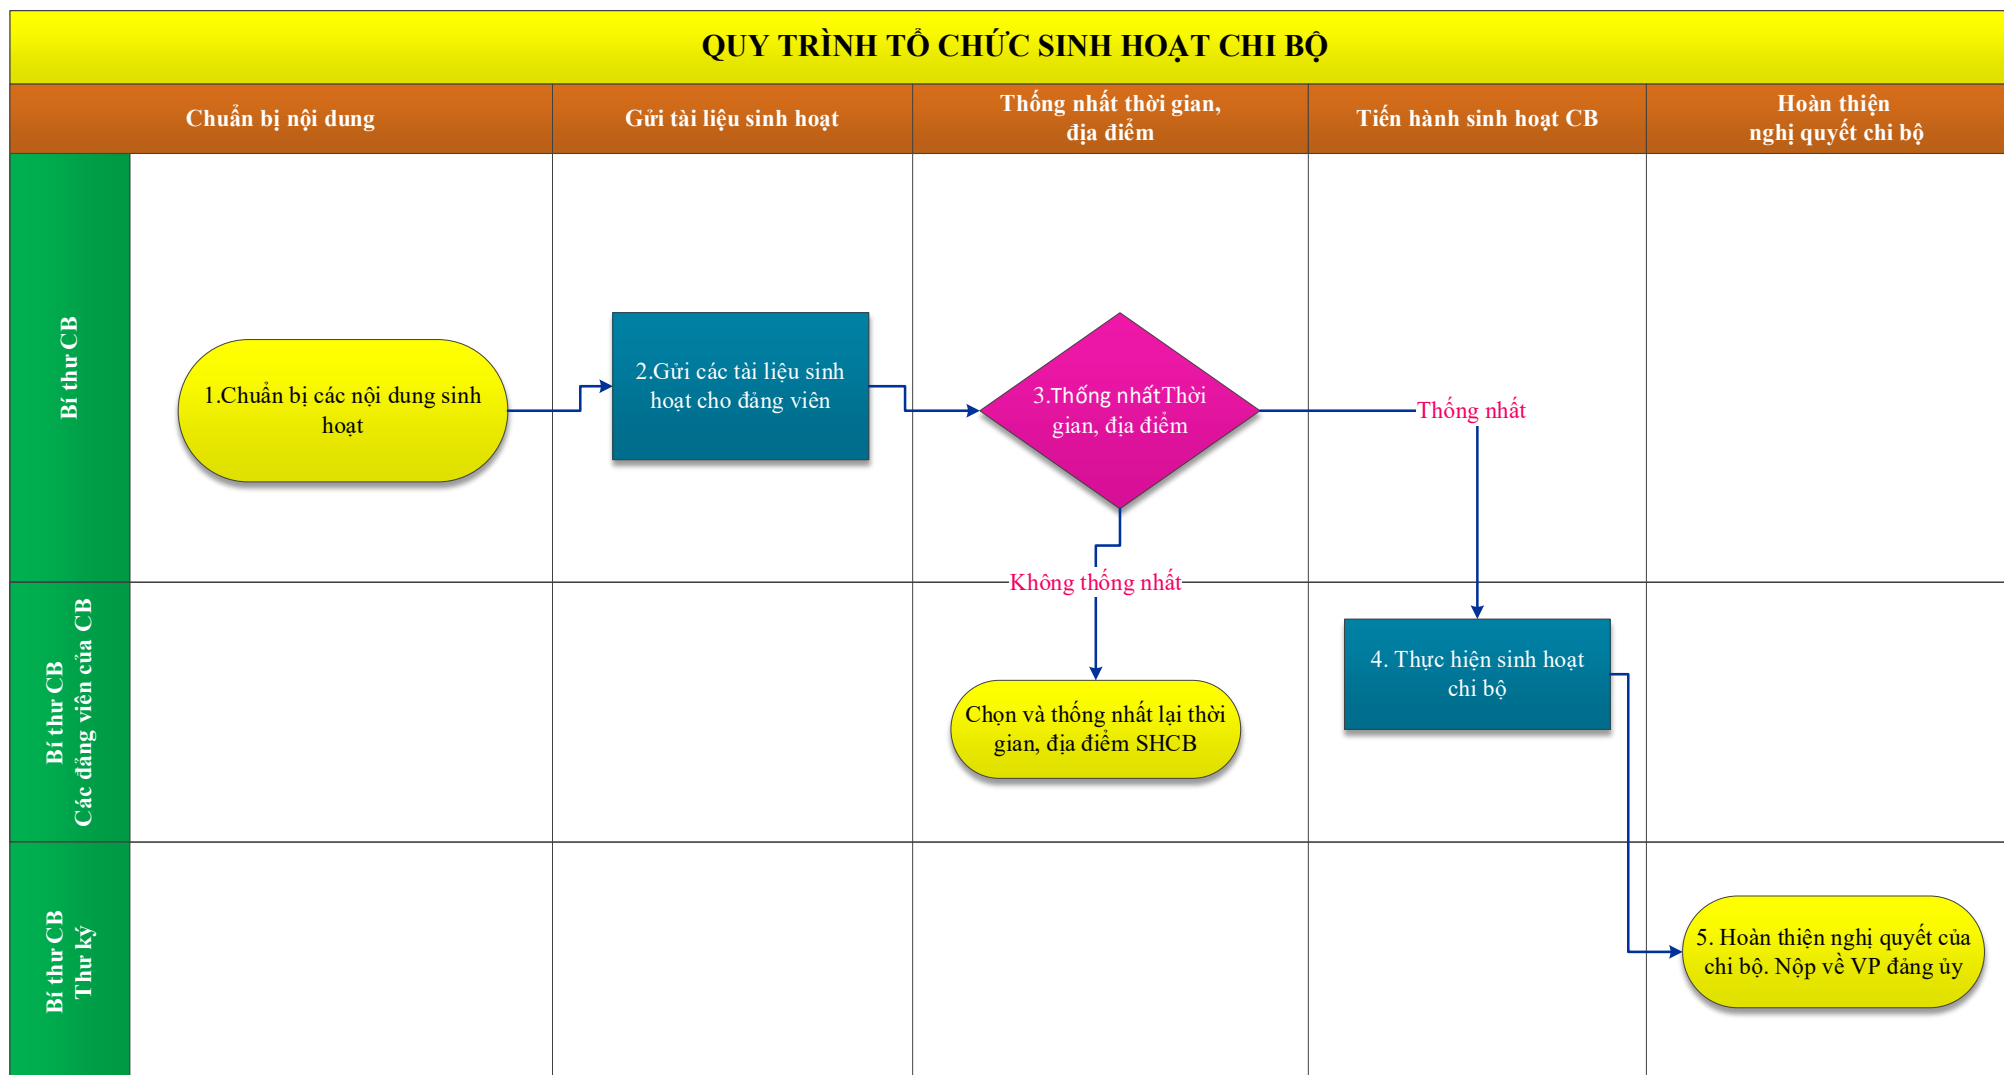 QUY TRÌNH TỔ CHỨC SINH HOẠT CHI BỘ
Chuẩn bị nội dung
Gửi tài liệu sinh hoạt
Thống nhất thời gian,
địa điểm
Tiến hành sinh hoạt CB
Hoàn thiện
nghị quyết chi bộ
Bí thư CB
1.Chuẩn bị các nội dung sinh
hoạt
2.Gửi các tài liệu sinh
hoạt cho đảng viên
3.Thống nhấtThời
gian, địa điểm
Thống nhất
Không thống nhất
Bí thư CB
Các đảng viên của CB
Chọn và thống nhất lại thời
gian, địa điểm SHCB
4. Thực hiện sinh hoạt
chi bộ
Bí thư CB
Thư ký
5. Hoàn thiện nghị quyết của
chi bộ. Nộp về VP đảng ủy